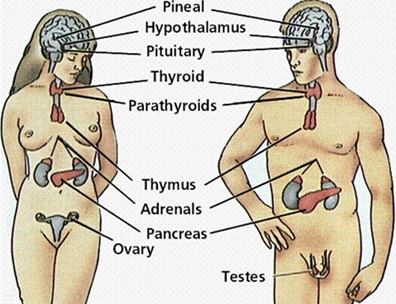 Pineal
Hypothalamus
Pituitary
Thyroid
Parathyroids
Thymus
Adrenals
Pancreas
Ovary
Testes